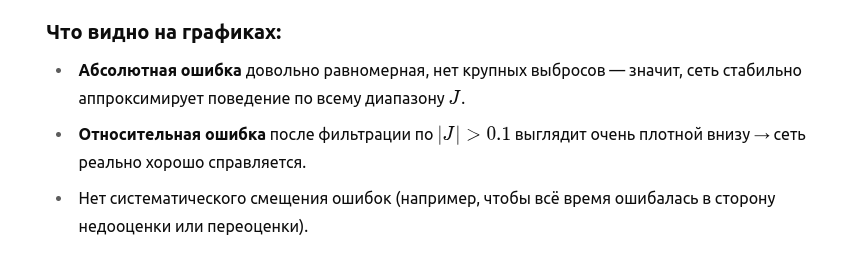 Что видно на графиках:
• Абсолютная ошибка довольно равномерная, нет крупных выбросов — значит, сеть стабильно
аппроксимирует поведение по всему диапазону J.
• Относительная ошибка после фильтрации по |J| > 0.1 выглядит очень плотной внизу → сеть
реально хорошо справляется.
• Нет систематического смещения ошибок (например, чтобы всё время ошибалась в сторону
недооценки или переоценки).